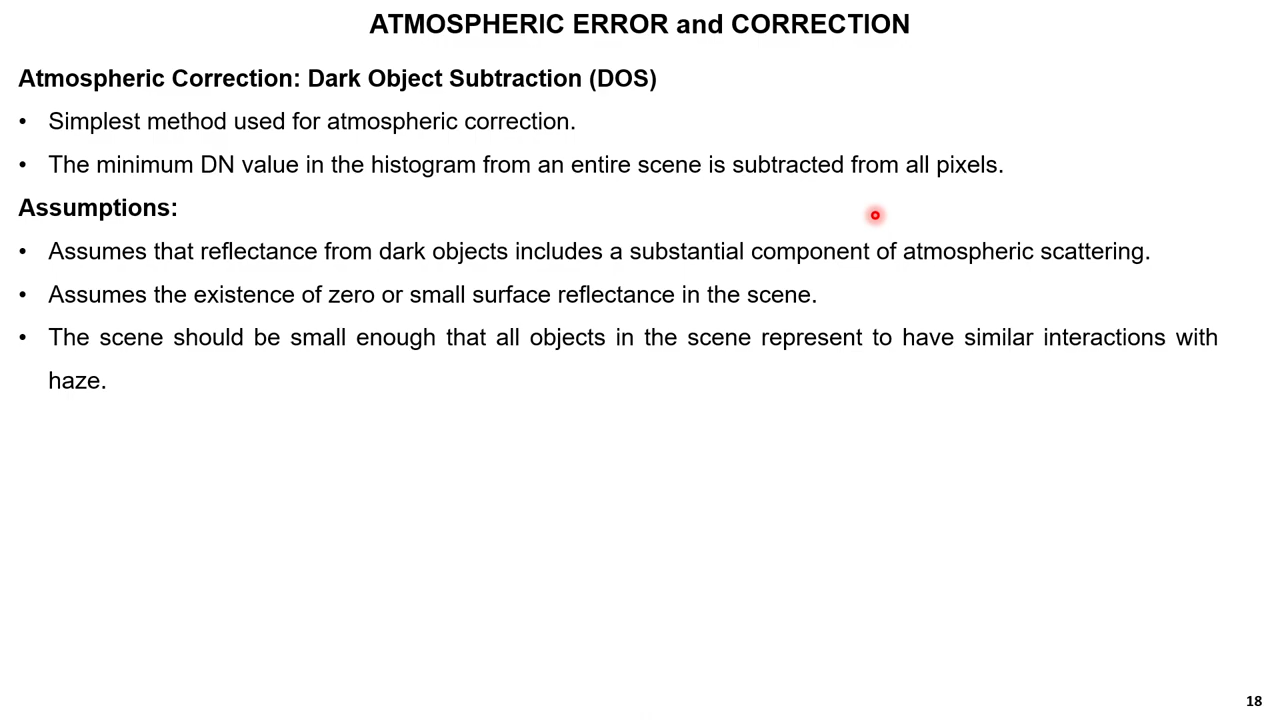 ATMOSPHERIC ERROR and CORRECTION
Atmospheric Correction: Dark Object Subtraction (DOS)
• Simplest method used for atmospheric correction.
• The minimum DN value in the histogram from an entire scene is subtracted from all pixels.
Assumptions:
• Assumes that reflectance from dark objects includes a substantial component of atmospheric scattering.
• Assumes the existence of zero or small surface reflectance in the scene.
• The scene should be small enough that all objects in the scene represent to have similar interactions with
haze.
18